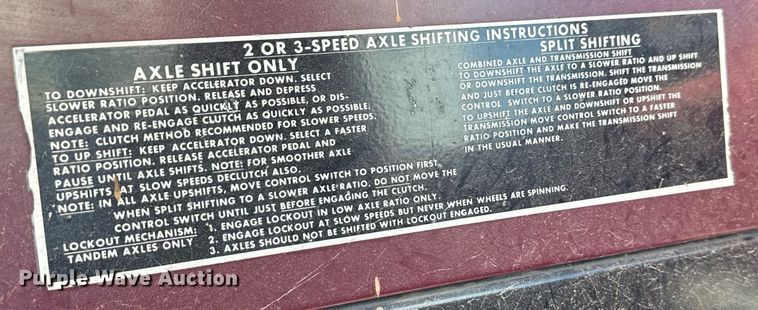 2 OR 3-SPEED AXLE SHIFTING INSTRUCTIONS
AXLE SHIFT ONLY
TO DOWNSHIFT: KEEP ACCELERATOR DOWN. SELECT
SLOWER RATIO POSITION. RELEASE AND DEPRESS
ACCELERATOR PEDAL AS QUICKLY AS POSSIBLE, OR DIS-
ENGAGE AND RE-ENGAGE CLUTCH AS QUICKLY AS POSSIBLE.
NOTE: CLUTCH METHOD RECOMMENDED FOR SLOWER SPEEDS.
TO UP SHIFT: KEEP ACCELERATOR DOWN. SELECT A FASTER
RATIO POSITION. RELEASE ACCELERATOR PEDAL AND
PAUSE UNTIL AXLE SHIFTS. NOTE: FOR SMOOTHER AXLE
UPSHIFTS AT SLOW SPEEDS DECLUTCH ALSO.
SPLIT SHIFTING
COMBINED AXLE AND TRANSMISSION SHIFT
TO DOWNSHIFT THE AXLE TO A SLOWER RATIO AND UP SHIFT
OR DOWNSHIFT THE TRANSMISSION. SHIFT THE TRANSMISSION
AND JUST BEFORE CLUTCH IS RE-ENGAGED MOVE THE
CONTROL SWITCH TO A SLOWER RATIO POSITION.
TO UPSHIFT THE AXLE AND DOWNSHIFT OR UPSHIFT THE
TRANSMISSION MOVE CONTROL SWITCH TO A FASTER
RATIO POSITION AND MAKE THE TRANSMISSION SHIFT
IN THE USUAL MANNER.
NOTE: IN ALL AXLE UPSHIFTS, MOVE CONTROL SWITCH TO POSITION FIRST.
WHEN SPLIT SHIFTING TO A SLOWER AXLE RATIO, DO NOT MOVE THE
CONTROL SWITCH UNTIL JUST BEFORE ENGAGING THE CLUTCH.
LOCKOUT MECHANISM: 1. ENGAGE LOCKOUT IN LOW AXLE RATIO ONLY.
TANDEM AXLES ONLY 2. ENGAGE LOCKOUT AT SLOW SPEEDS BUT NEVER WHEN WHEELS ARE SPINNING.
3. AXLES SHOULD NOT BE SHIFTED WITH LOCKOUT ENGAGED.
Purple Wave Auction